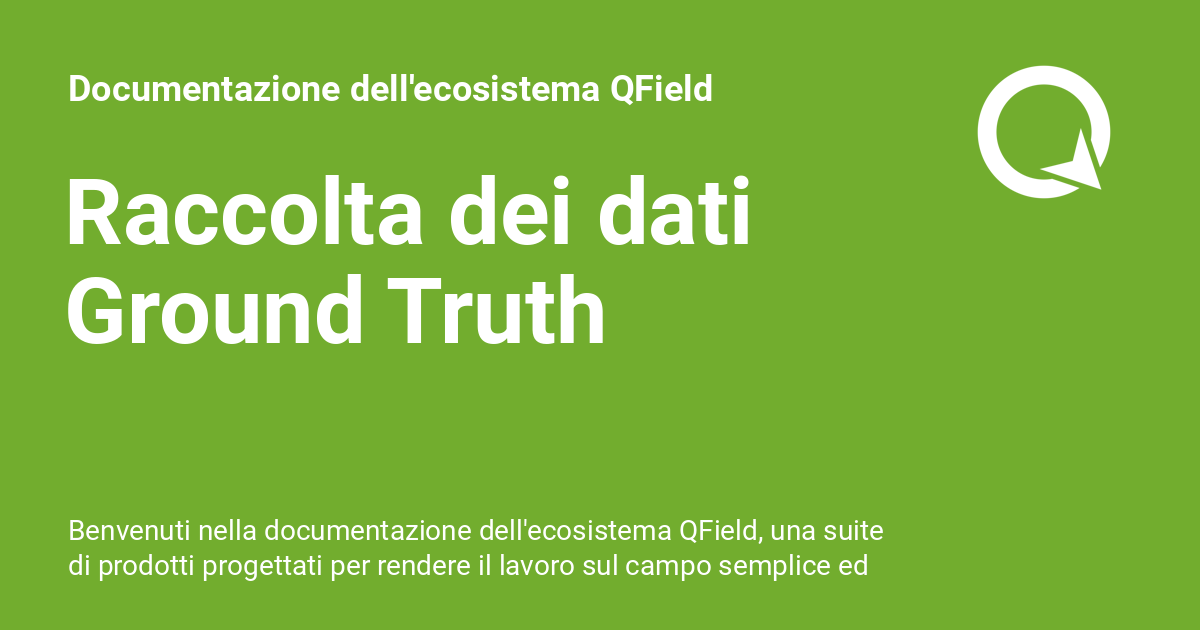 Documentazione dell'ecosistema QField
Raccolta dei dati
Ground Truth
Benvenuti nella documentazione dell'ecosistema QField, una suite
di prodotti progettati per rendere il lavoro sul campo semplice ed